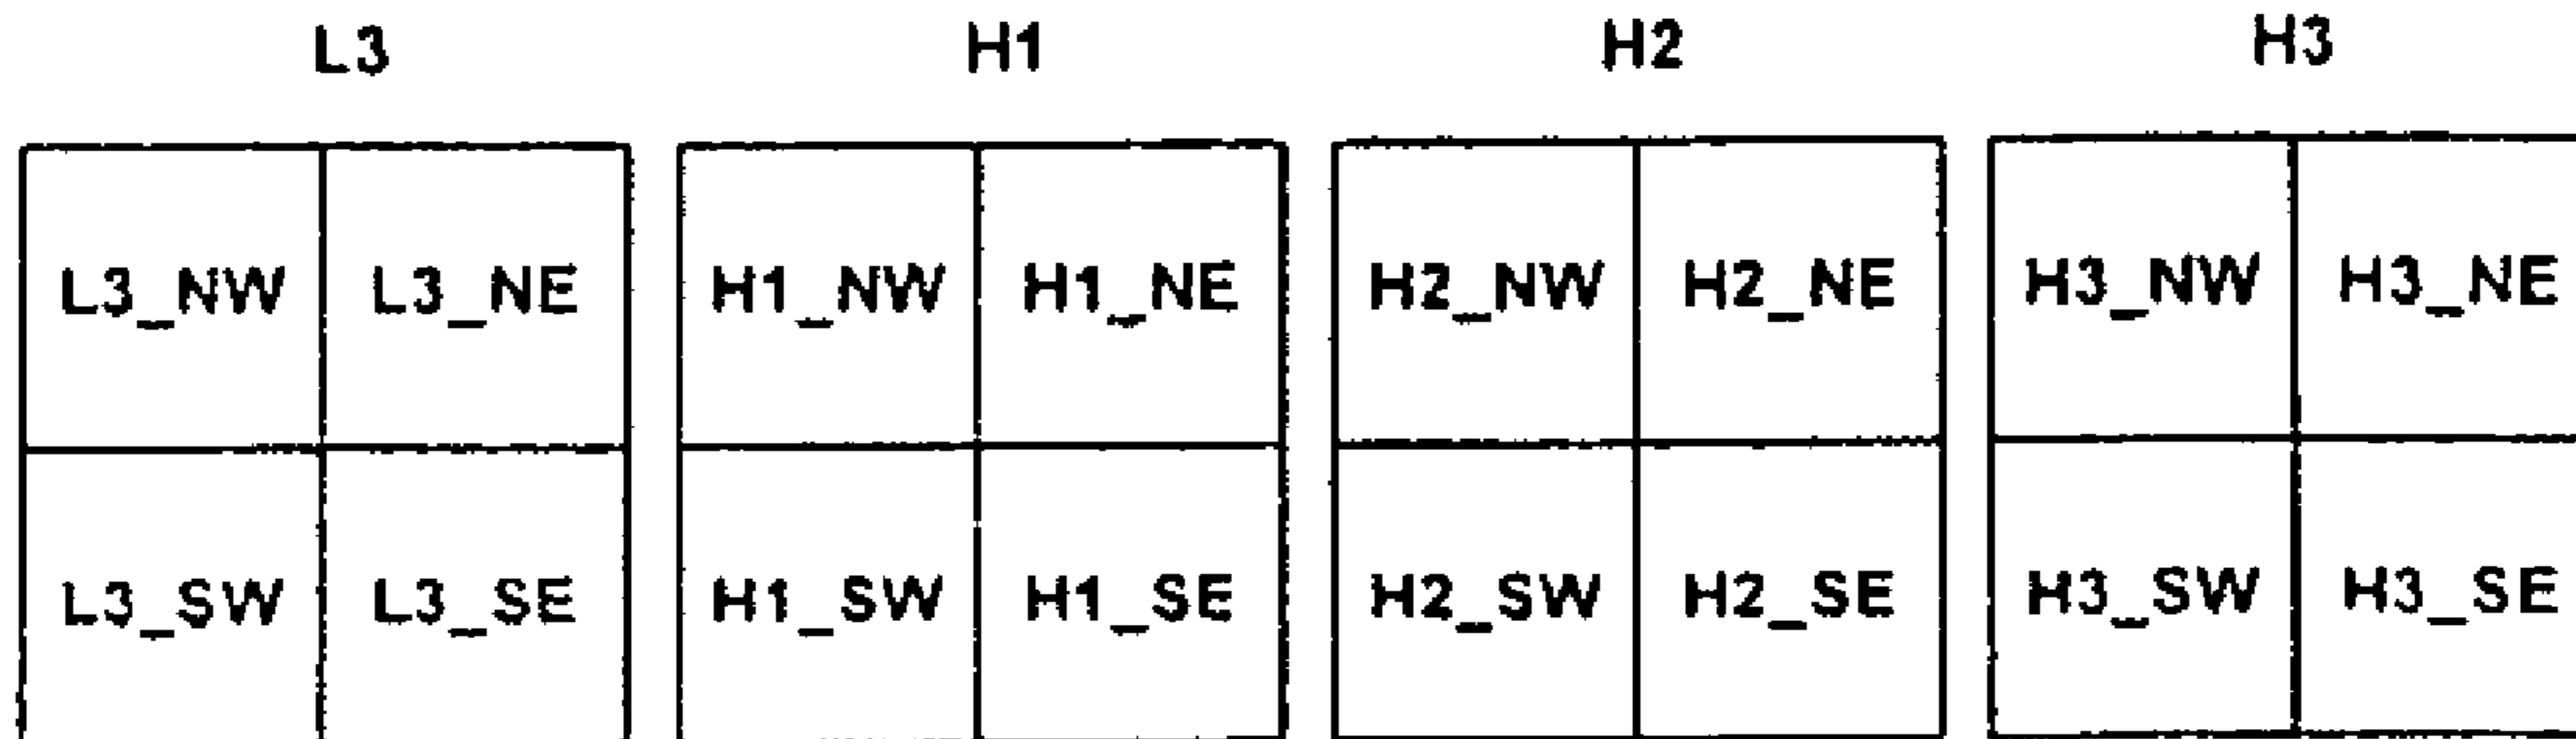 L3 H1 H2 H3
L3_NW L3_NE H1_NW H1_NE H2_NW H2_NE H3_NW H3_NE
L3_SW L3_SE H1_SW H1_SE H2_SW H2_SE H3_SW H3_SE